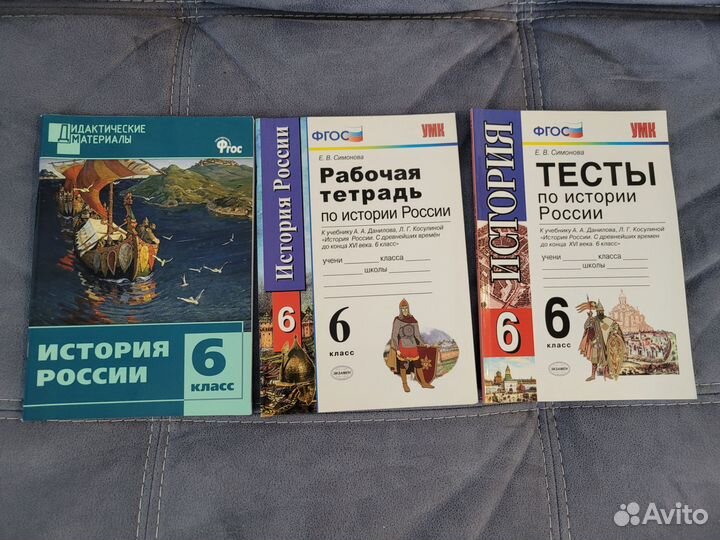 ДИДАКТИЧЕСКИЕ
МАТЕРИАЛЫ
ФГОС
ИСТОРИЯ
РОССИИ
6
КЛАСС
История России
6
ФГОС
УМК
Е. В. Симонова
Рабочая
тетрадь
по истории России
К учебнику А. А. Данилова, Л. Г. Косулиной
«История России. С древнейших времён
до конца XVI века. 6 класс»
учени класса
школы
6
класс
ЭКЗАМЕН
ИСТОРИЯ
6
ФГОС
УМК
Е. В. Симонова
ТЕСТЫ
по истории
России
К учебнику А. А. Данилова, Л. Г. Косулиной
«История России. С древнейших времен
до конца XVI века. 6 класс»
учени класса
школы
6
класс
ЭКЗАМЕН
Avito